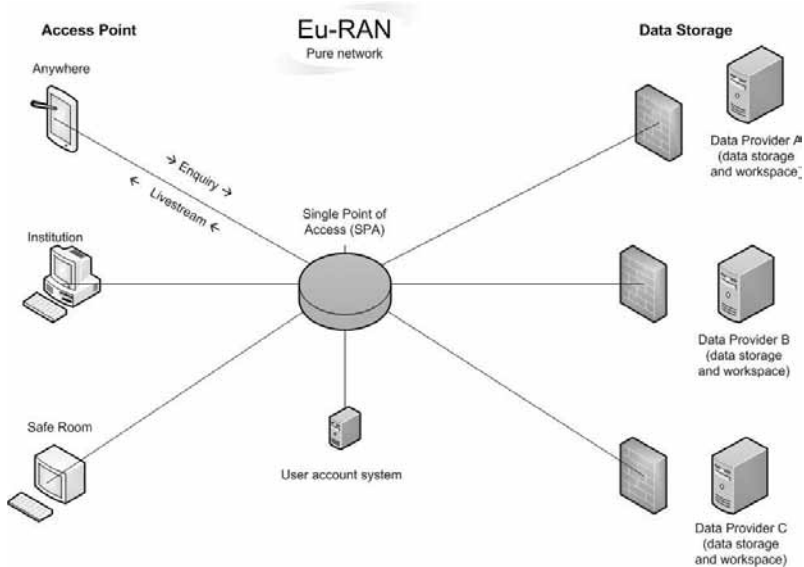 Access Point
Eu-RAN
Pure network
Data Storage
Anywhere
→ Enquiry →
← Livestream ←
Data Provider A
(data storage
and workspace)
Single Point of
Access (SPA)
Institution
Data Provider B
(data storage
and workspace)
Safe Room
User account system
Data Provider C
(data storage
and workspace)